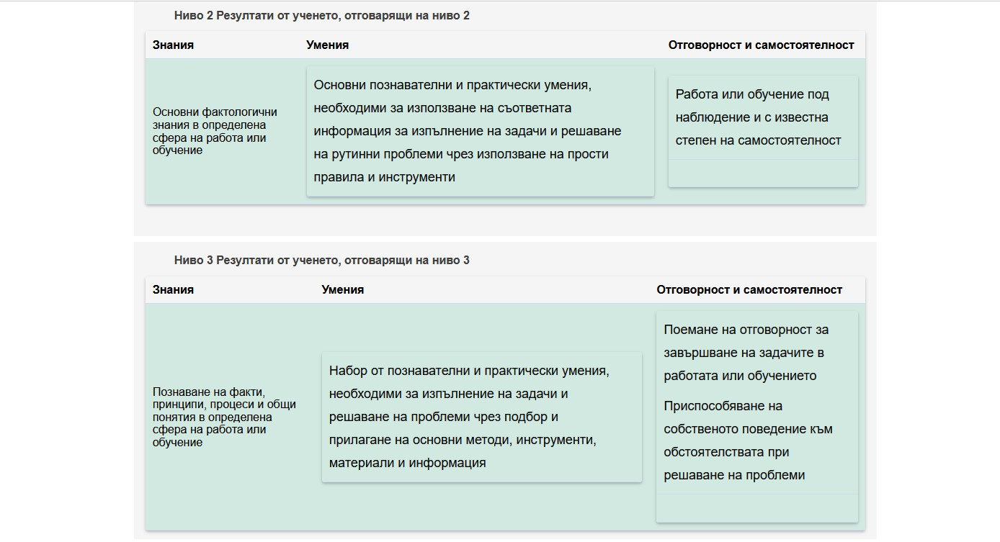 Ниво 2 Резултати от ученето, отговарящи на ниво 2
Знания
Умения
Отговорност и самостоятелност
Основни фактологични
знания в определена
сфера на работа или
обучение
Основни познавателни и практически умения,
необходими за използване на съответната
информация за изпълнение на задачи и решаване
на рутинни проблеми чрез използване на прости
правила и инструменти
Работа или обучение под
наблюдение и с известна
степен на самостоятелност
Ниво 3 Резултати от ученето, отговарящи на ниво 3
Знания
Умения
Отговорност и самостоятелност
Познаване на факти,
принципи, процеси и общи
понятия в определена
сфера на работа или
обучение
Набор от познавателни и практически умения,
необходими за изпълнение на задачи и
решаване на проблеми чрез подбор и
прилагане на основни методи, инструменти,
материали и информация
Поемане на отговорност за
завършване на задачите в
работата или обучението
Приспособяване на
собственото поведение към
обстоятелствата при
решаване на проблеми